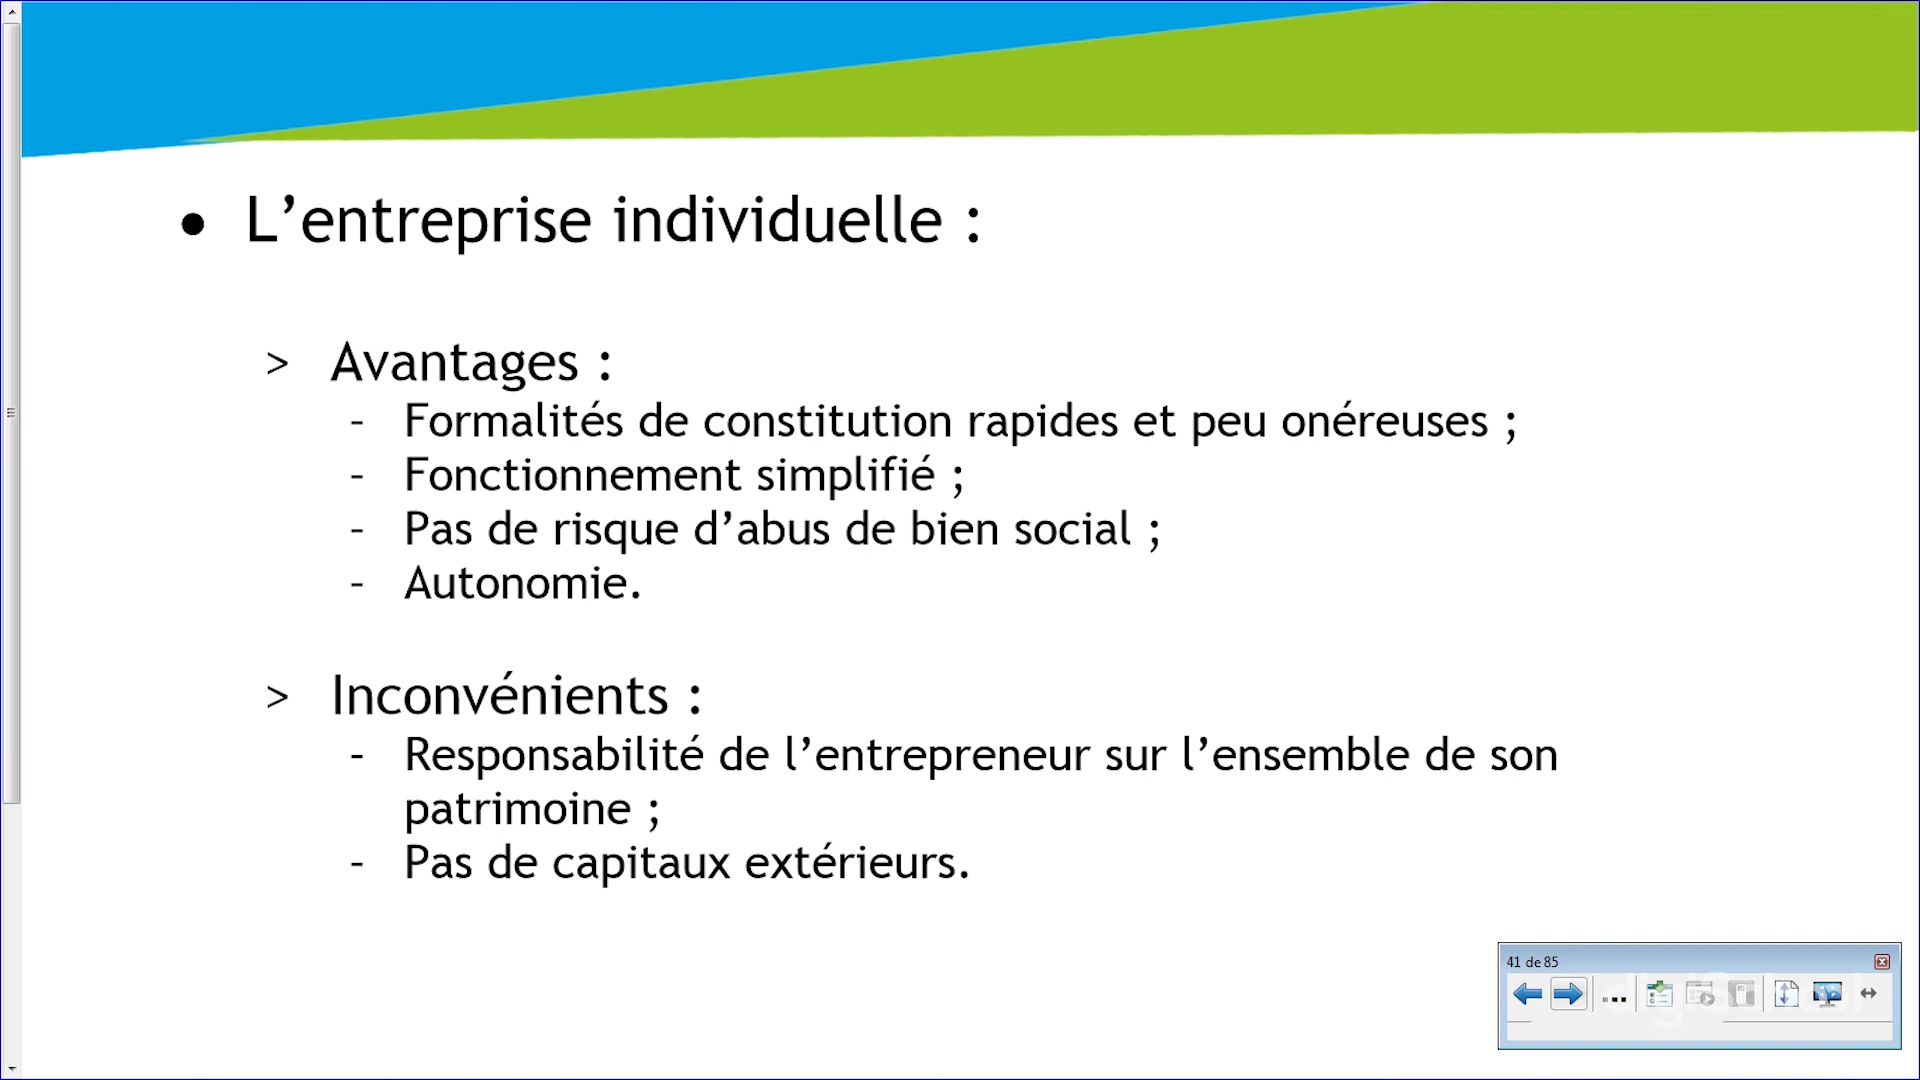 • L’entreprise individuelle :
> Avantages :
- Formalités de constitution rapides et peu onéreuses ;
- Fonctionnement simplifié ;
- Pas de risque d’abus de bien social ;
- Autonomie.
> Inconvénients :
- Responsabilité de l’entrepreneur sur l’ensemble de son
patrimoine ;
- Pas de capitaux extérieurs.
41 de 85